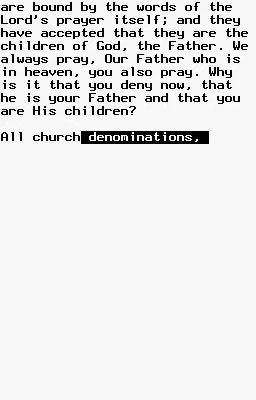 are bound by the words of the
Lord's prayer itself; and they
have accepted that they are the
children of God, the Father. We
always pray, Our Father who is
in heaven, you also pray. Why
is it that you deny now, that
he is your Father and that you
are His children?
All church denominations,